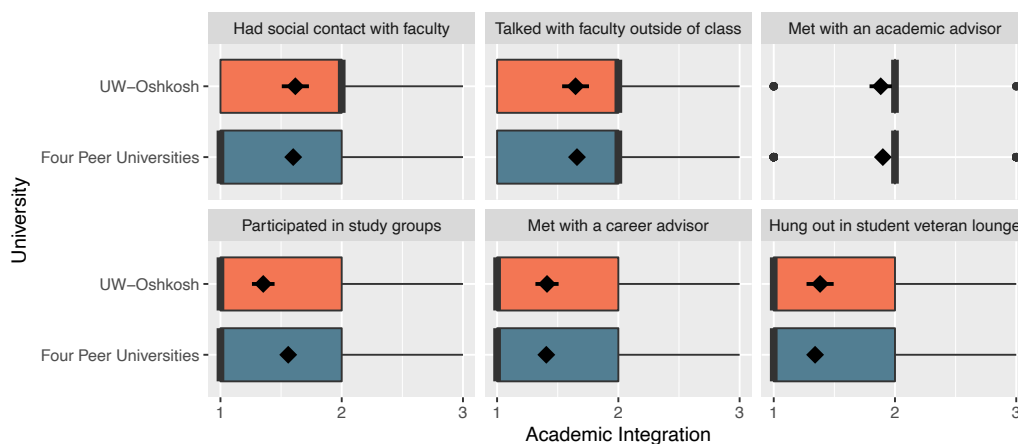 Had social contact with faculty
Talked with faculty outside of class
Met with an academic advisor
UW−Oshkosh
Four Peer Universities
Participated in study groups
Met with a career advisor
Hung out in student veteran lounge
UW−Oshkosh
Four Peer Universities
1 2 3 1 2 3 1 2 3
Academic Integration
University